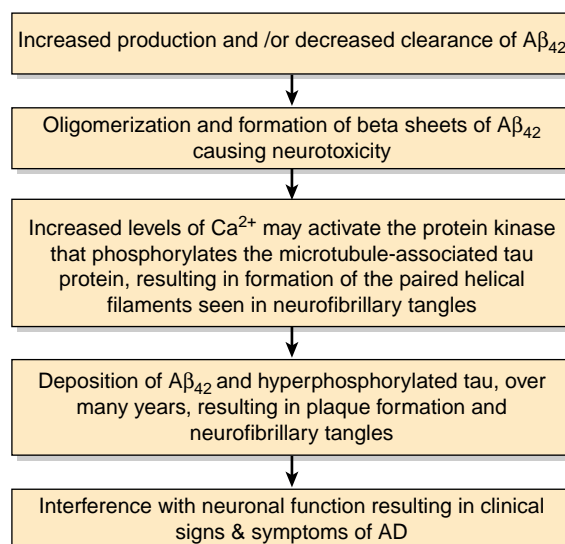 Increased production and /or decreased clearance of Aβ₄₂
Oligomerization and formation of beta sheets of Aβ₄₂
causing neurotoxicity
Increased levels of Ca²⁺ may activate the protein kinase
that phosphorylates the microtubule-associated tau
protein, resulting in formation of the paired helical
filaments seen in neurofibrillary tangles
Deposition of Aβ₄₂ and hyperphosphorylated tau, over
many years, resulting in plaque formation and
neurofibrillary tangles
Interference with neuronal function resulting in clinical
signs & symptoms of AD